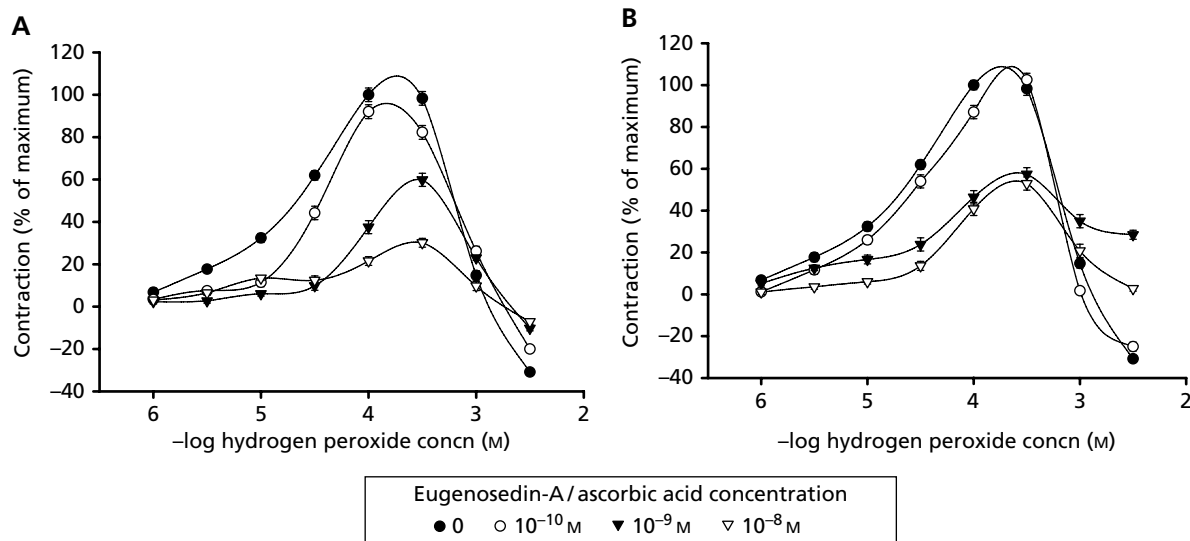 A
Contraction (% of maximum)
120
100
80
60
40
20
0
−20
−40
6 5 4 3 2
−log hydrogen peroxide concn (M)
B
Contraction (% of maximum)
120
100
80
60
40
20
0
−20
−40
6 5 4 3 2
−log hydrogen peroxide concn (M)
Eugenosedin-A/ascorbic acid concentration
0 10⁻¹⁰ M 10⁻⁹ M 10⁻⁸ M